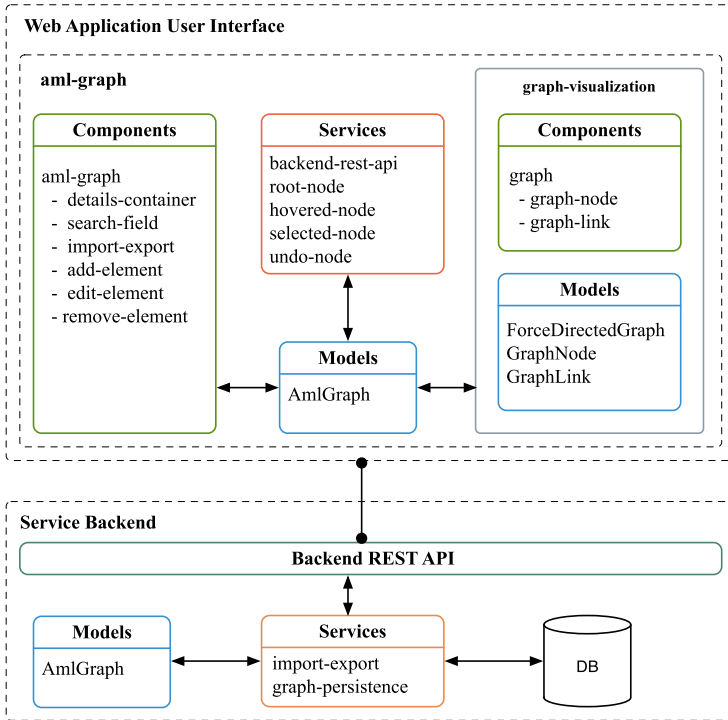 Web Application User Interface
aml-graph
Components
aml-graph
- details-container
- search-field
- import-export
- add-element
- edit-element
- remove-element
Services
backend-rest-api
root-node
hovered-node
selected-node
undo-node
Models
AmlGraph
graph-visualization
Components
graph
- graph-node
- graph-link
Models
ForceDirectedGraph
GraphNode
GraphLink
Service Backend
Backend REST API
Models
AmlGraph
Services
import-export
graph-persistence
DB